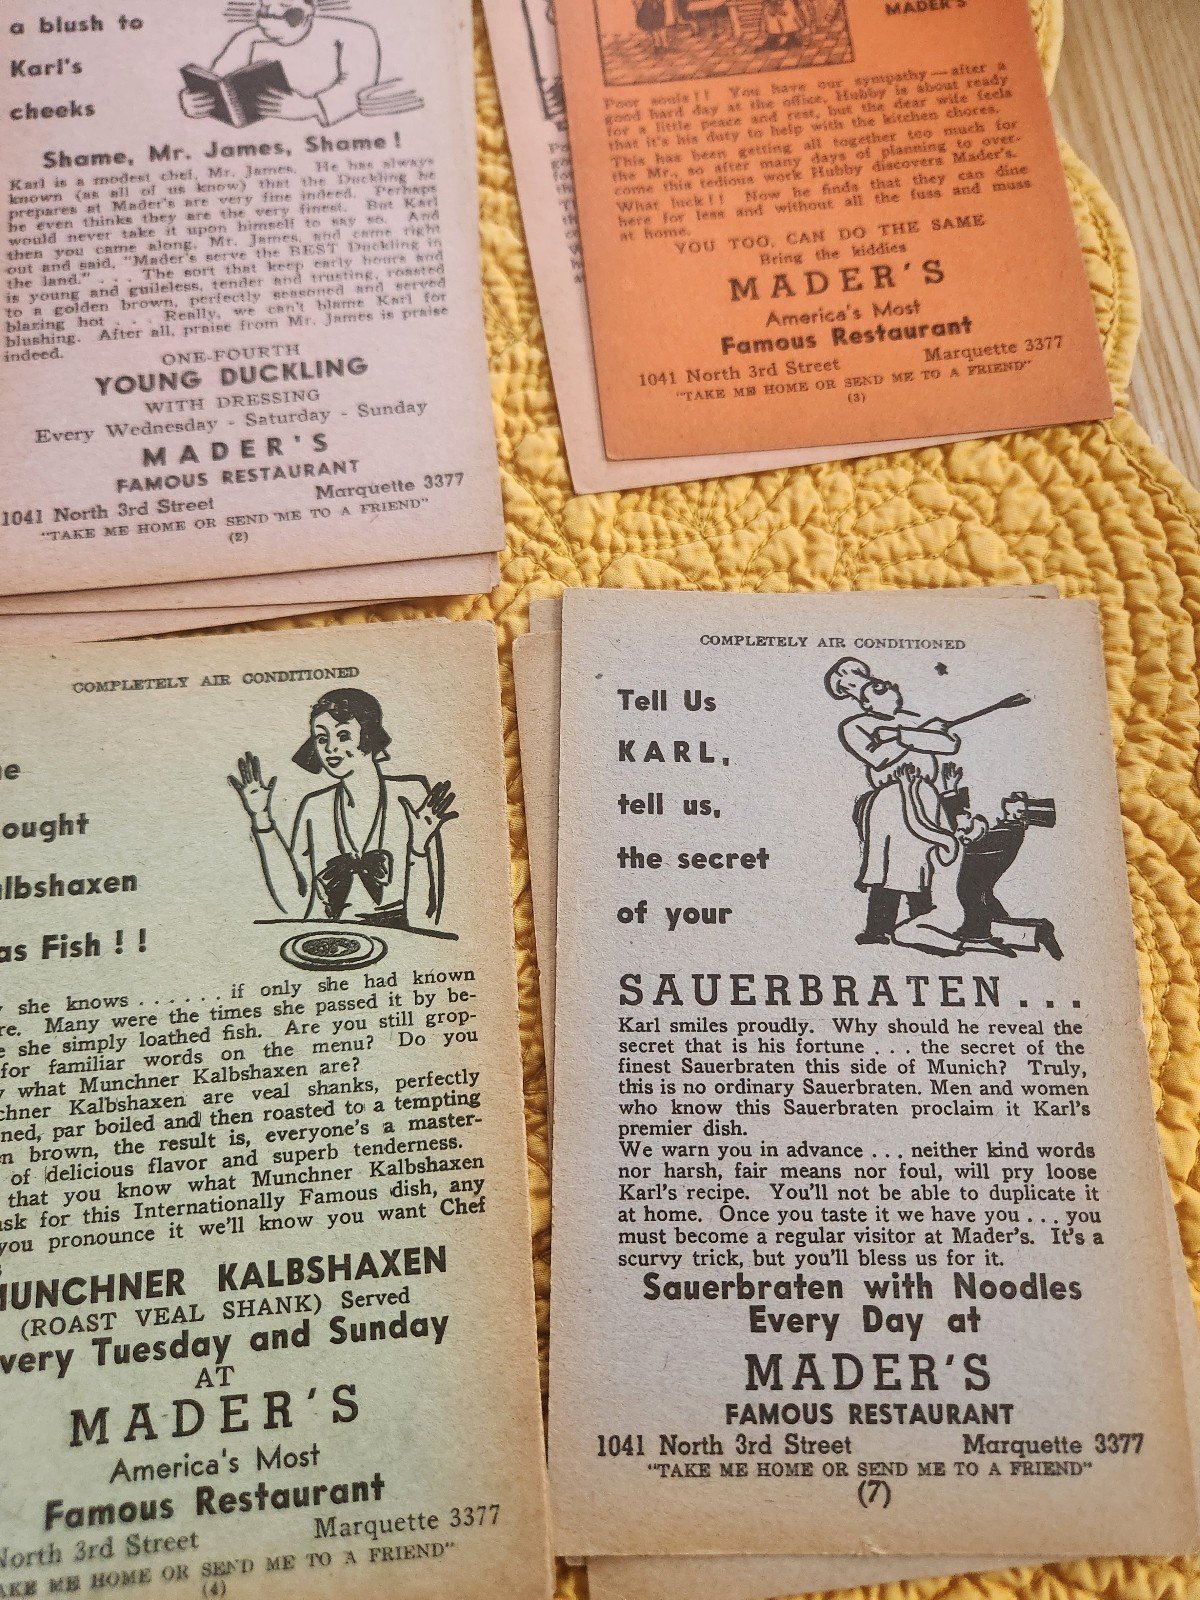 a blush to
Karl's
cheeks
Shame, Mr. James, Shame!
Karl is a modest chef, Mr. James. He has always
known (as all of us know) that the Duckling he
prepares at Mader's are very fine indeed. Perhaps
he even thinks they are the very finest. But Karl
would never take it upon himself to say so. And
then you came along, Mr. James, and came right
out and said, "Mader's serve the BEST Duckling in
the land." . . . The sort that keep early hours and
is young and guileless, tender and trusting, roasted
to a golden brown, perfectly seasoned and served
blazing hot . . . Really, we can't blame Karl for
blushing. After all, praise from Mr. James is praise
indeed.
ONE-FOURTH
YOUNG DUCKLING
WITH DRESSING
Every Wednesday - Saturday - Sunday
MADER'S
FAMOUS RESTAURANT
1041 North 3rd Street Marquette 3377
"TAKE ME HOME OR SEND ME TO A FRIEND"
(2)
MADER'S
Poor souls!! You have our sympathy — after a
good hard day at the office, Hubby is about ready
for a little peace and rest, but the dear wife feels
that it's his duty to help with the kitchen chores.
This has been getting all together too much for
the Mr., so after many days of planning to over-
come this tedious work Hubby discovers Mader's.
What luck!! Now he finds that they can dine
here for less and without all the fuss and muss
at home.
YOU TOO, CAN DO THE SAME
Bring the kiddies
MADER'S
America's Most
Famous Restaurant
1041 North 3rd Street Marquette 3377
"TAKE ME HOME OR SEND ME TO A FRIEND"
(3)
COMPLETELY AIR CONDITIONED
ought
albshaxen
as Fish!!
she knows ...... if only she had known
re. Many were the times she passed it by be-
she simply loathed fish. Are you still grop-
for familiar words on the menu? Do you
what Munchner Kalbshaxen are?
chner Kalbshaxen are veal shanks, perfectly
ned, par boiled and then roasted to a tempting
n brown, the result is, everyone's a master-
of delicious flavor and superb tenderness.
that you know what Munchner Kalbshaxen
ask for this Internationally Famous dish, any
you pronounce it we'll know you want Chef
MUNCHNER KALBSHAXEN
(ROAST VEAL SHANK) Served
very Tuesday and Sunday
AT
MADER'S
America's Most
Famous Restaurant
North 3rd Street Marquette 3377
TAKE ME HOME OR SEND ME TO A FRIEND"
(4)
COMPLETELY AIR CONDITIONED
Tell Us
KARL,
tell us,
the secret
of your
SAUERBRATEN...
Karl smiles proudly. Why should he reveal the
secret that is his fortune . . . the secret of the
finest Sauerbraten this side of Munich? Truly,
this is no ordinary Sauerbraten. Men and women
who know this Sauerbraten proclaim it Karl's
premier dish.
We warn you in advance . . . neither kind words
nor harsh, fair means nor foul, will pry loose
Karl's recipe. You'll not be able to duplicate it
at home. Once you taste it we have you . . . you
must become a regular visitor at Mader's. It's a
scurvy trick, but you'll bless us for it.
Sauerbraten with Noodles
Every Day at
MADER'S
FAMOUS RESTAURANT
1041 North 3rd Street Marquette 3377
"TAKE ME HOME OR SEND ME TO A FRIEND"
(7)